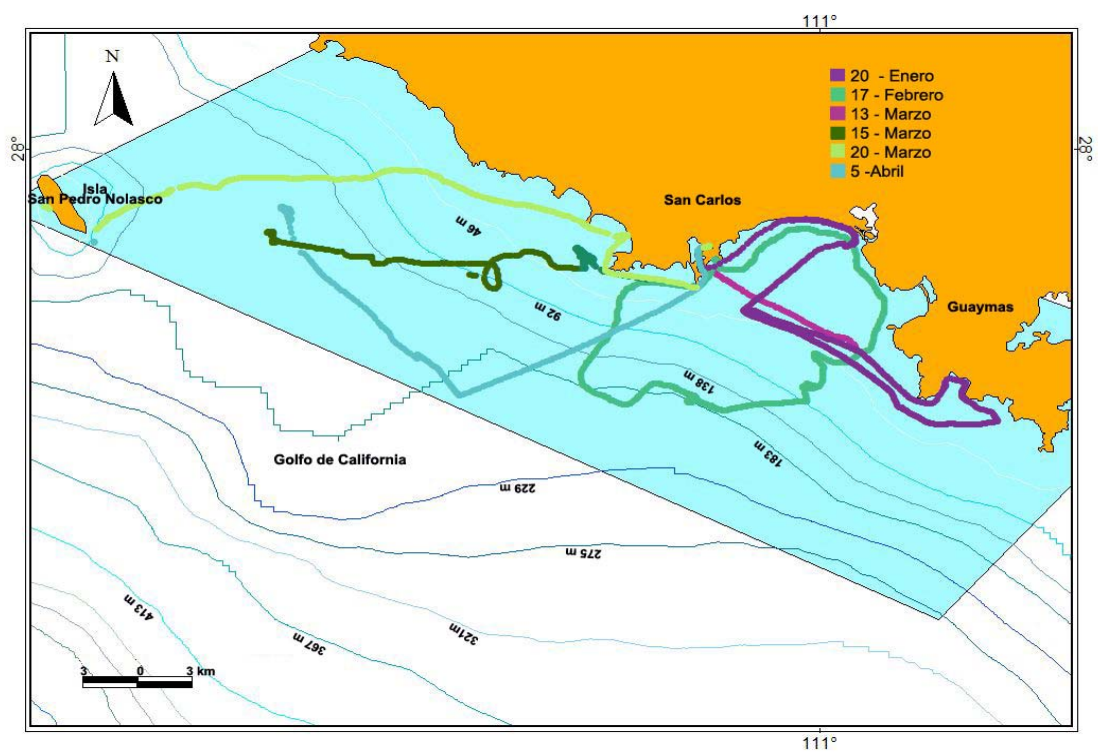 111°
N
20 - Enero
17 - Febrero
13 - Marzo
15 - Marzo
20 - Marzo
5 -Abril
28°
28°
Isla
San Pedro Nolasco
San Carlos
46 m
92 m
Guaymas
138 m
183 m
Golfo de California
229 m
275 m
413 m
367 m
321m
3 0 3 km
111°